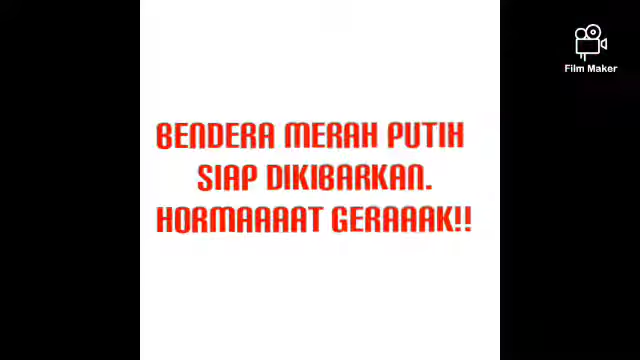 Film Maker
BENDERA MERAH PUTIH
SIAP DIKIBARKAN.
HORMAAAAT GERAAAK!!